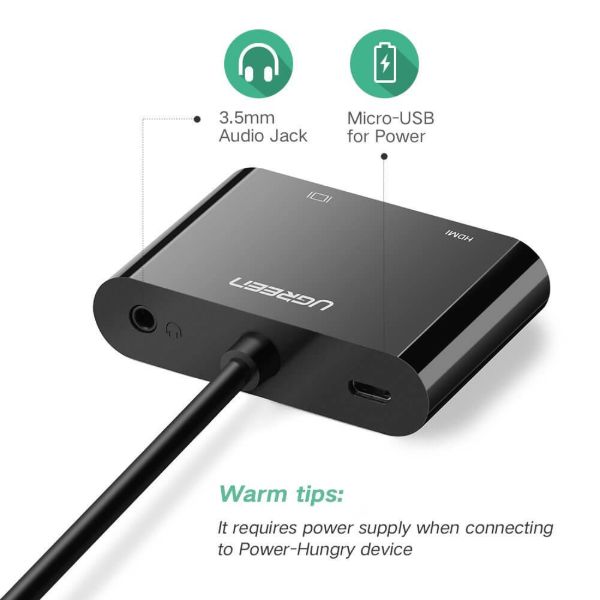 3.5mm
Audio Jack
Micro-USB
for Power
HDMI
UGREEN
Warm tips:
It requires power supply when connecting
to Power-Hungry device